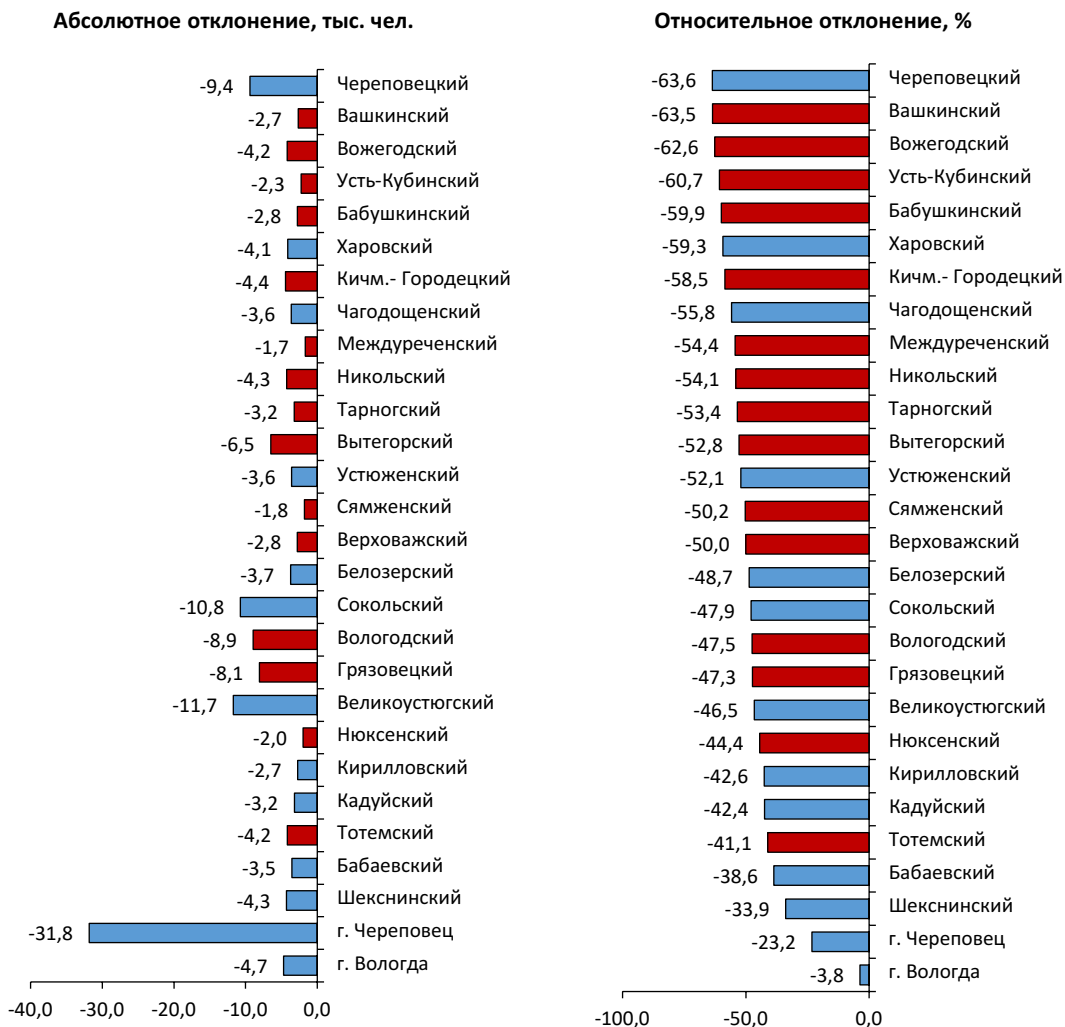 Абсолютное отклонение, тыс. чел.
-9,4 Череповецкий
-2,7 Вашкинский
-4,2 Вожегодский
-2,3 Усть-Кубинский
-2,8 Бабушкинский
-4,1 Харовский
-4,4 Кичм.- Городецкий
-3,6 Чагодощенский
-1,7 Междуреченский
-4,3 Никольский
-3,2 Тарногский
-6,5 Вытегорский
-3,6 Устюженский
-1,8 Сямженский
-2,8 Верховажский
-3,7 Белозерский
-10,8 Сокольский
-8,9 Вологодский
-8,1 Грязовецкий
-11,7 Великоустюгский
-2,0 Нюксенский
-2,7 Кирилловский
-3,2 Кадуйский
-4,2 Тотемский
-3,5 Бабаевский
-4,3 Шекснинский
-31,8 г. Череповец
-4,7 г. Вологда
-40,0 -30,0 -20,0 -10,0 0,0
Относительное отклонение, %
-63,6 Череповецкий
-63,5 Вашкинский
-62,6 Вожегодский
-60,7 Усть-Кубинский
-59,9 Бабушкинский
-59,3 Харовский
-58,5 Кичм.- Городецкий
-55,8 Чагодощенский
-54,4 Междуреченский
-54,1 Никольский
-53,4 Тарногский
-52,8 Вытегорский
-52,1 Устюженский
-50,2 Сямженский
-50,0 Верховажский
-48,7 Белозерский
-47,9 Сокольский
-47,5 Вологодский
-47,3 Грязовецкий
-46,5 Великоустюгский
-44,4 Нюксенский
-42,6 Кирилловский
-42,4 Кадуйский
-41,1 Тотемский
-38,6 Бабаевский
-33,9 Шекснинский
-23,2 г. Череповец
-3,8 г. Вологда
-100,0 -50,0 0,0